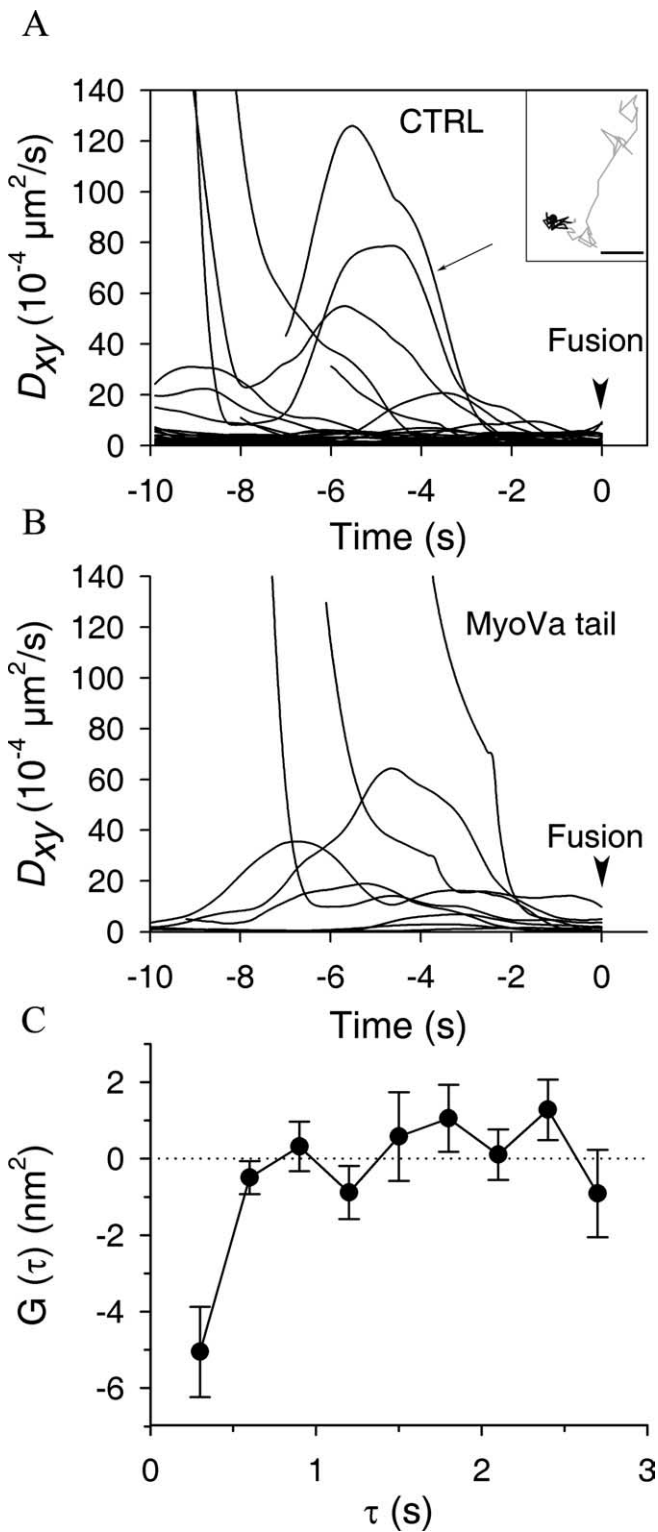 A
140
CTRL
120
100
80
60
Fusion
40
20
0
-10 -8 -6 -4 -2 0
Time (s)
Dxy (10⁻⁴ µm²/s)
B
140
MyoVa tail
120
100
80
60
Fusion
40
20
0
-10 -8 -6 -4 -2 0
Time (s)
Dxy (10⁻⁴ µm²/s)
C
2
0
-2
-4
-6
0 1 2 3
τ (s)
G (τ) (nm²)